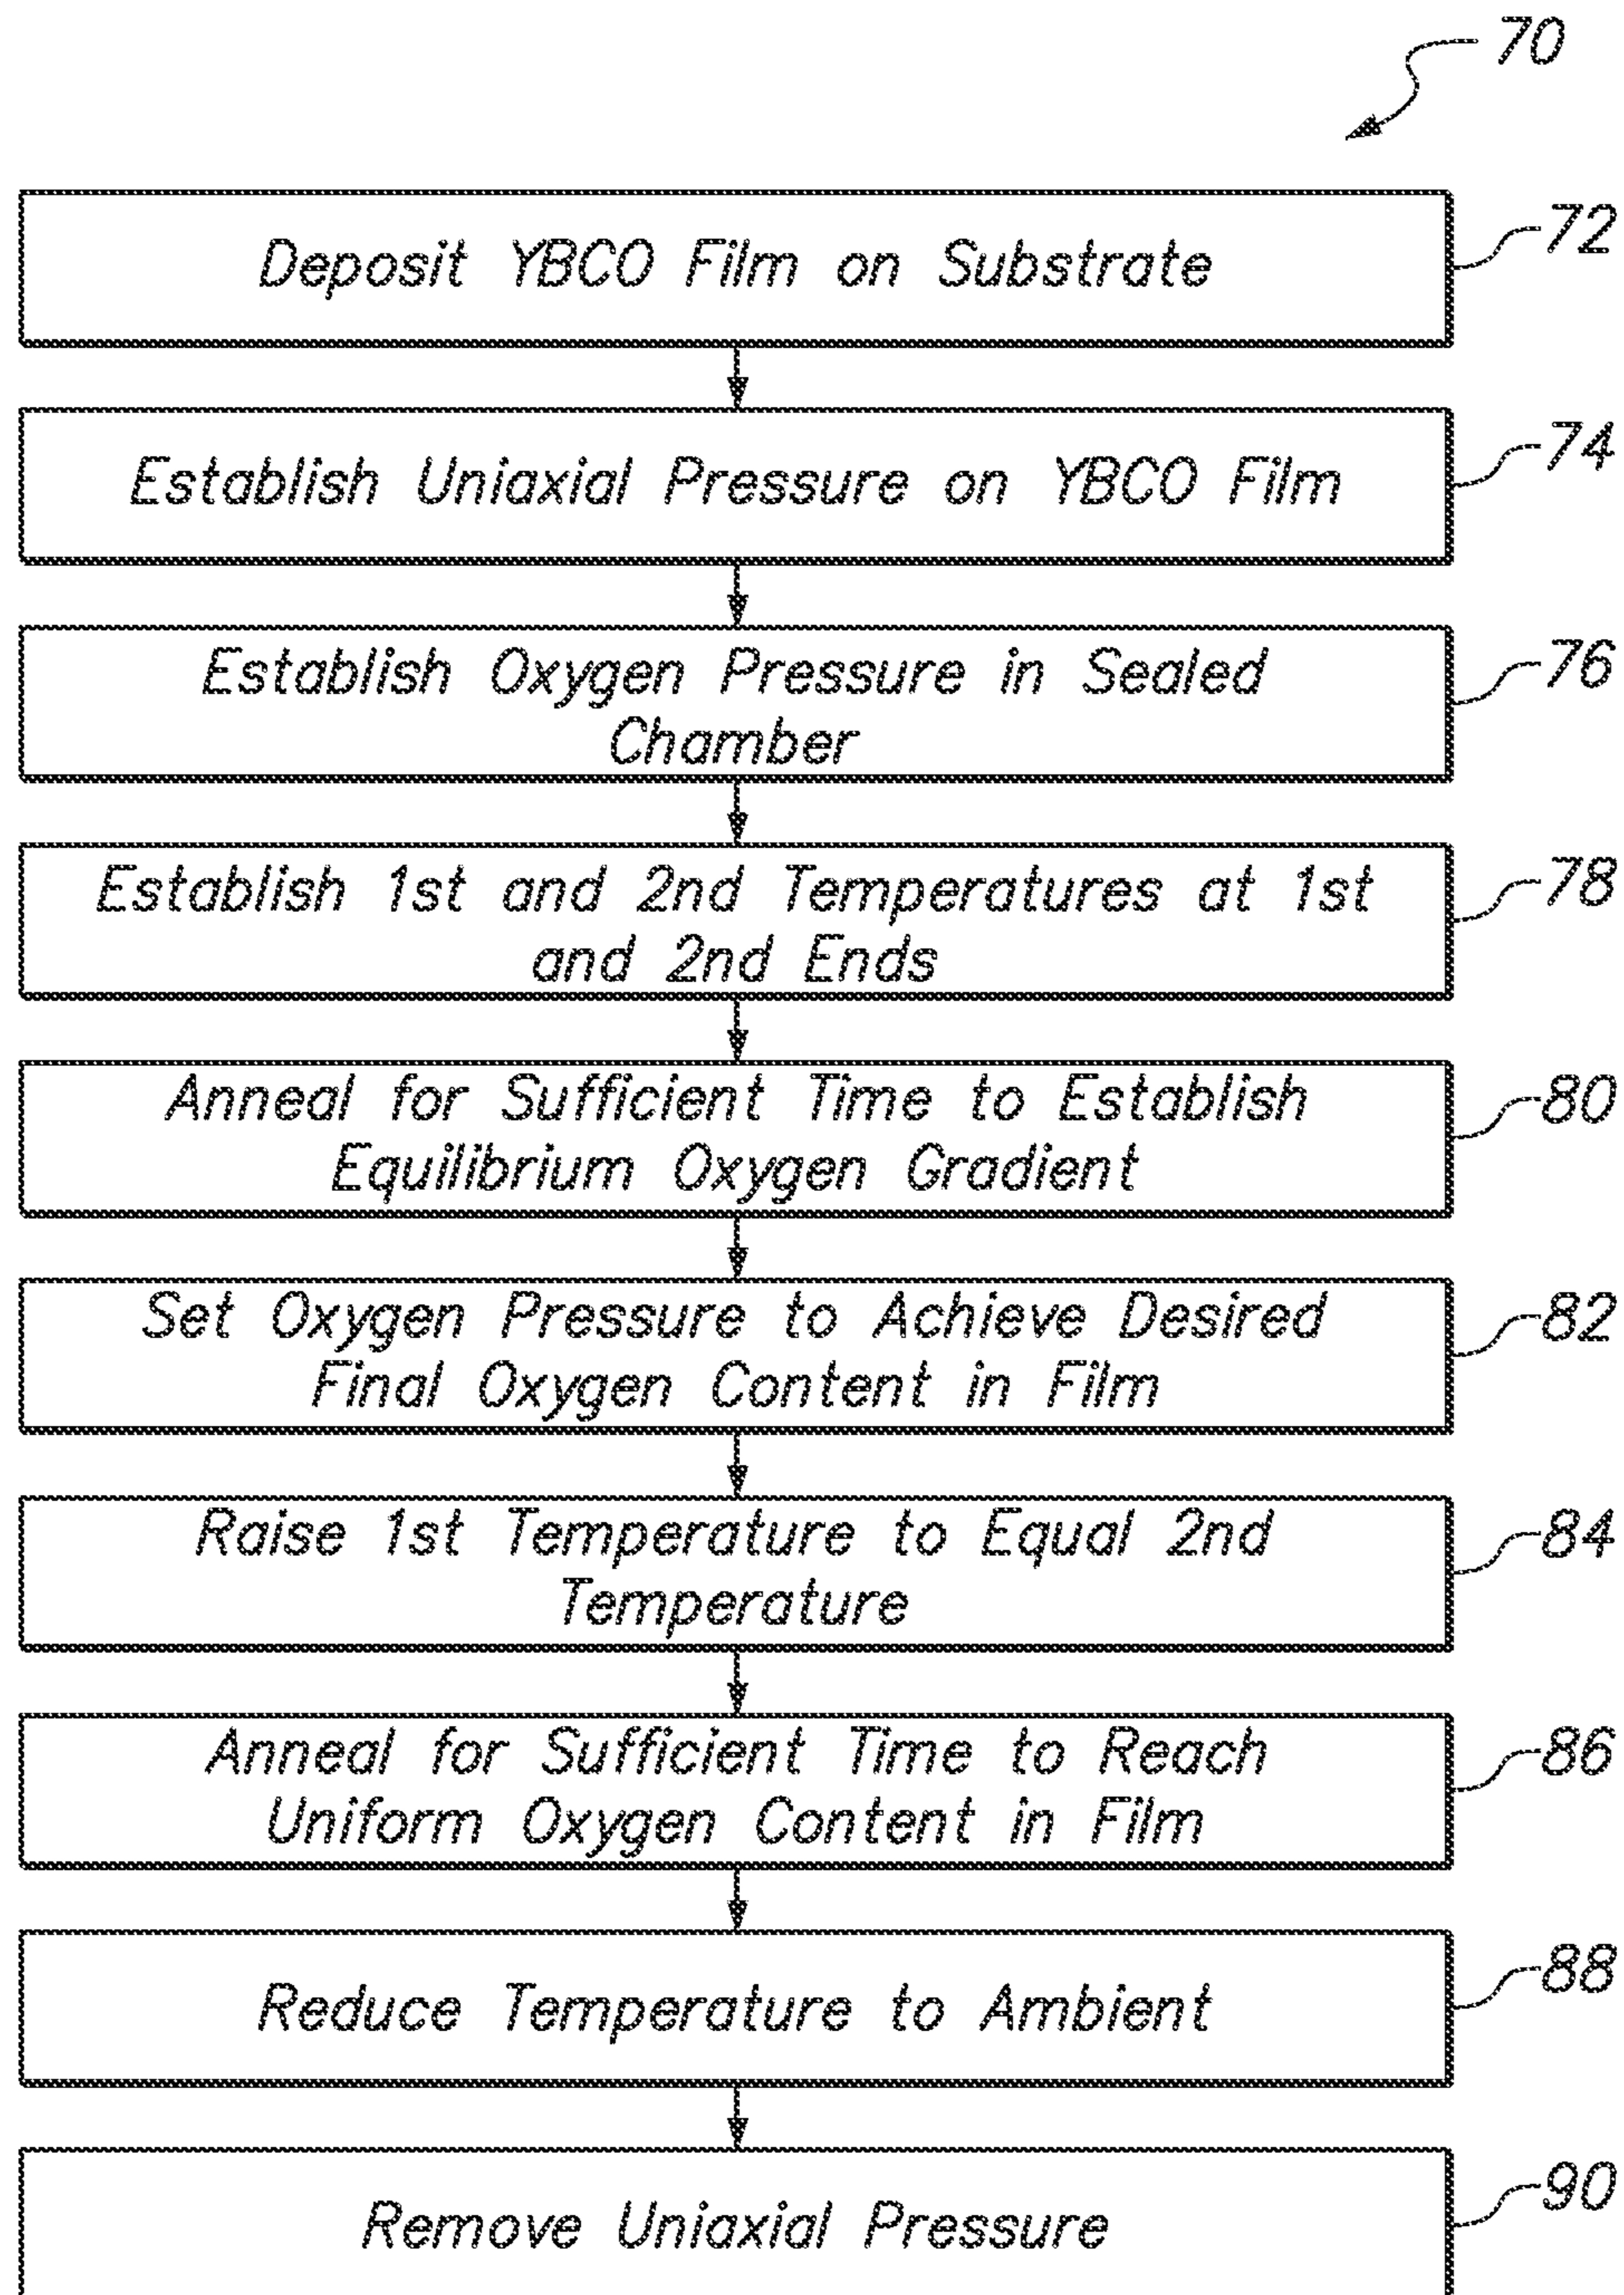 70
Deposit YBCO Film on Substrate
72
Establish Uniaxial Pressure on YBCO Film
74
Establish Oxygen Pressure in Sealed
Chamber
76
Establish 1st and 2nd Temperatures at 1st
and 2nd Ends
78
Anneal for Sufficient Time to Establish
Equilibrium Oxygen Gradient
80
Set Oxygen Pressure to Achieve Desired
Final Oxygen Content in Film
82
Raise 1st Temperature to Equal 2nd
Temperature
84
Anneal for Sufficient Time to Reach
Uniform Oxygen Content in Film
86
Reduce Temperature to Ambient
88
Remove Uniaxial Pressure
90